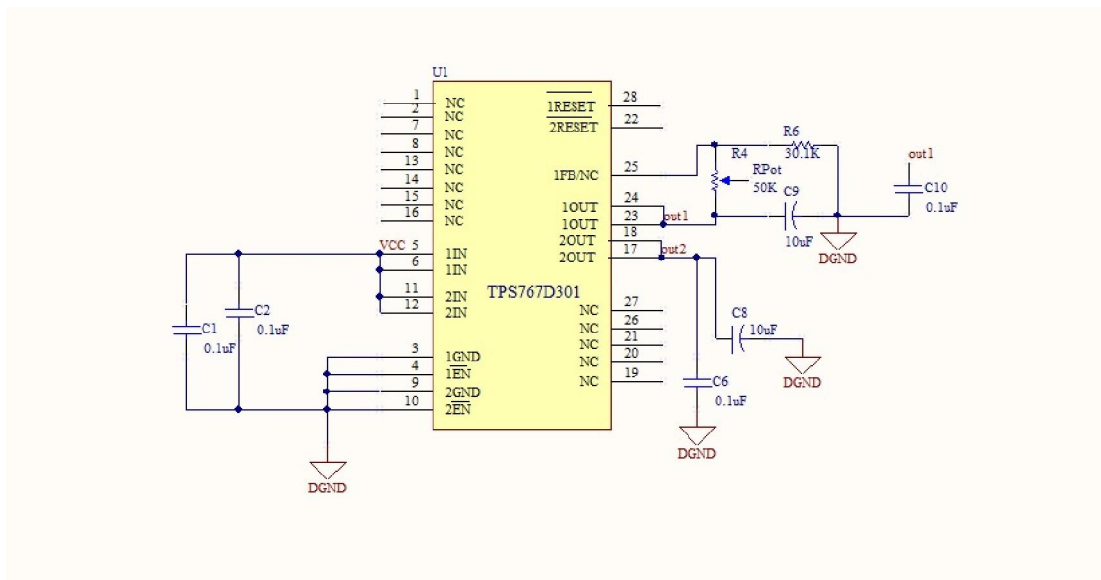 U1
1 NC
2 NC
7 NC
8 NC
13 NC
14 NC
15 NC
16 NC
VCC 5 1IN
6 1IN
11 2IN
12 2IN
3 1GND
4 1EN
9 2GND
10 2EN
TPS767D301
1RESET 28
2RESET 22
1FB/NC 25
1OUT 24
1OUT 23 out1
2OUT 18
2OUT 17 out2
NC 27
NC 26
NC 21
NC 20
NC 19
C1
0.1uF
C2
0.1uF
DGND
R4
RPot
50K
R6
30.1K
C9
10uF
DGND
out1
C10
0.1uF
C8
10uF
DGND
C6
0.1uF
DGND